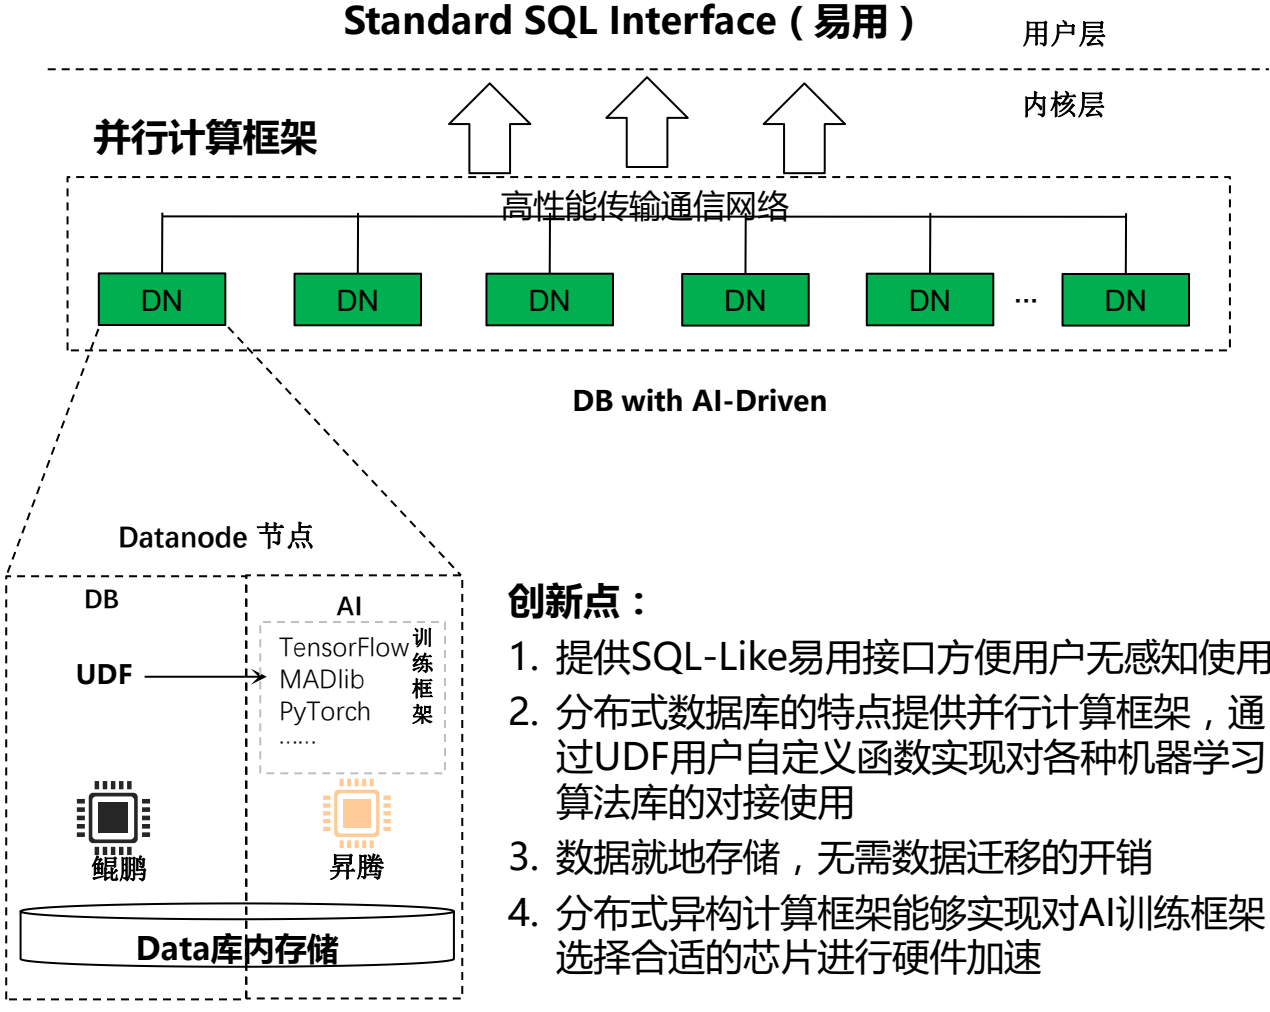 Standard SQL Interface（易用）
用户层
内核层
并行计算框架
高性能传输通信网络
DN
DN
DN
DN
DN
...
DN
DB with AI-Driven
Datanode 节点
DB
AI
UDF
TensorFlow
MADlib
PyTorch
......
训练框架
鲲鹏
昇腾
Data库内存储
创新点：
1. 提供SQL-Like易用接口方便用户无感知使用
2. 分布式数据库的特点提供并行计算框架，通
过UDF用户自定义函数实现对各种机器学习
算法库的对接使用
3. 数据就地存储，无需数据迁移的开销
4. 分布式异构计算框架能够实现对AI训练框架
选择合适的芯片进行硬件加速